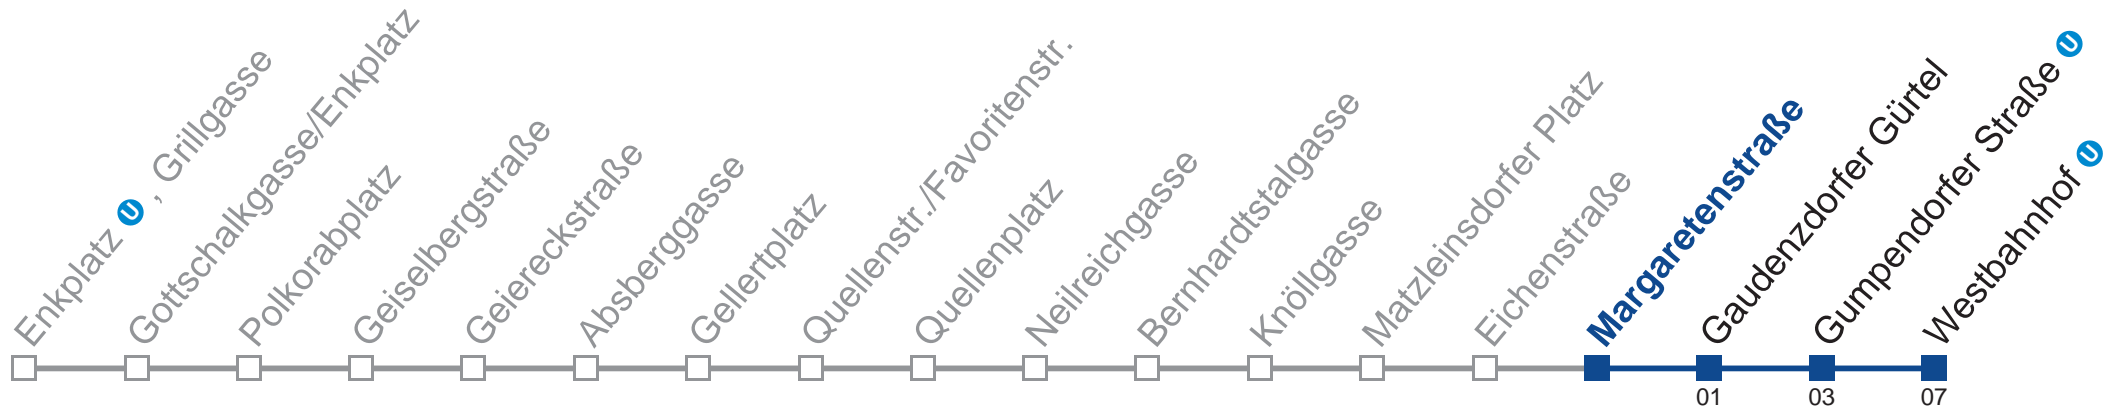 Enkplatz U , Grillgasse
Gottschalkgasse/Enkplatz
Polkorabplatz
Geiselbergstraße
Geiereckstraße
Absberggasse
Gellertplatz
Quellenstr./Favoritenstr.
Quellenplatz
Neilreichgasse
Bernhardtstalgasse
Knöllgasse
Matzleinsdorfer Platz
Eichenstraße
Margaretenstraße
Gaudenzdorfer Gürtel
Gumpendorfer Straße U
Westbahnhof U
01
03
07